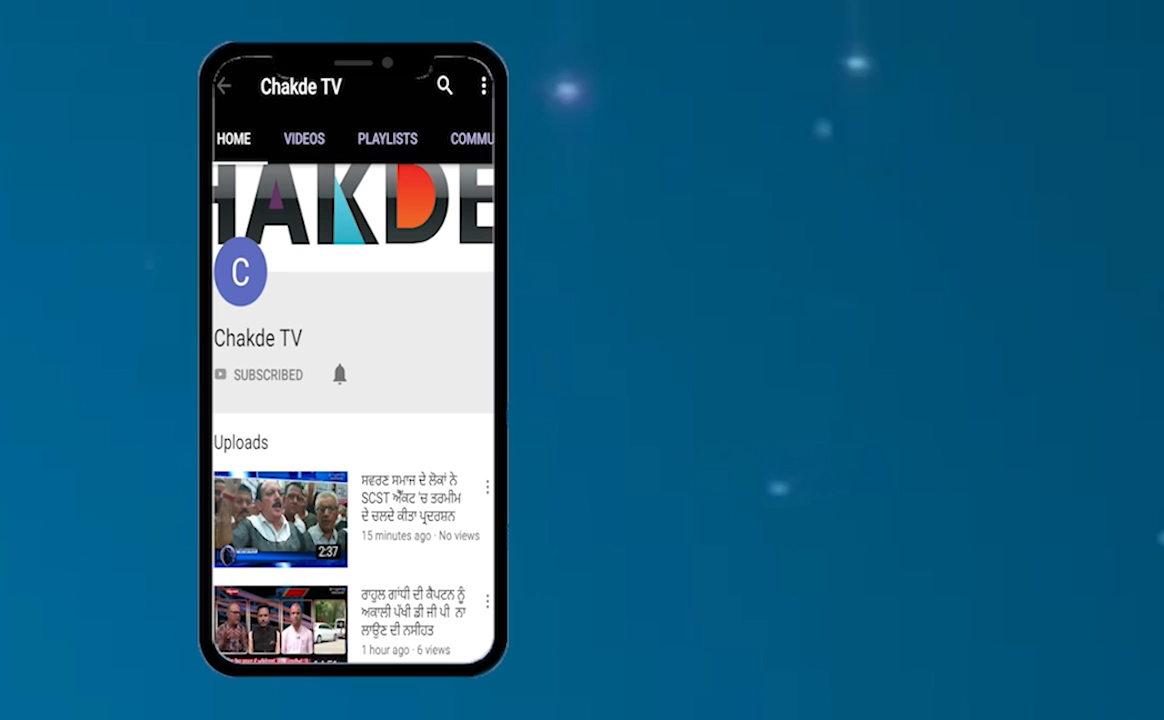 Chakde TV
HOME VIDEOS PLAYLISTS COMMU
HAKDE
C
Chakde TV
SUBSCRIBED
Uploads
ਸਵਰਣ ਸਮਾਜ ਦੇ ਲੋਕਾਂ ਨੇ
SCST ਐੱਕਟ 'ਚ ਤਰਮੀਮ
ਦੇ ਚਲਦੇ ਕੀਤਾ ਪ੍ਰਦਰਸ਼ਨ
15 minutes ago · No views
2:37
ਰਾਹੁਲ ਗਾਂਧੀ ਦੀ ਕੈਪਟਨ ਨੂੰ
ਅਕਾਲੀ ਪੱਖੀ ਡੀ ਜੀ ਪੀ ਨਾ
ਲਾਉਣ ਦੀ ਨਸੀਹਤ
1 hour ago · 6 views